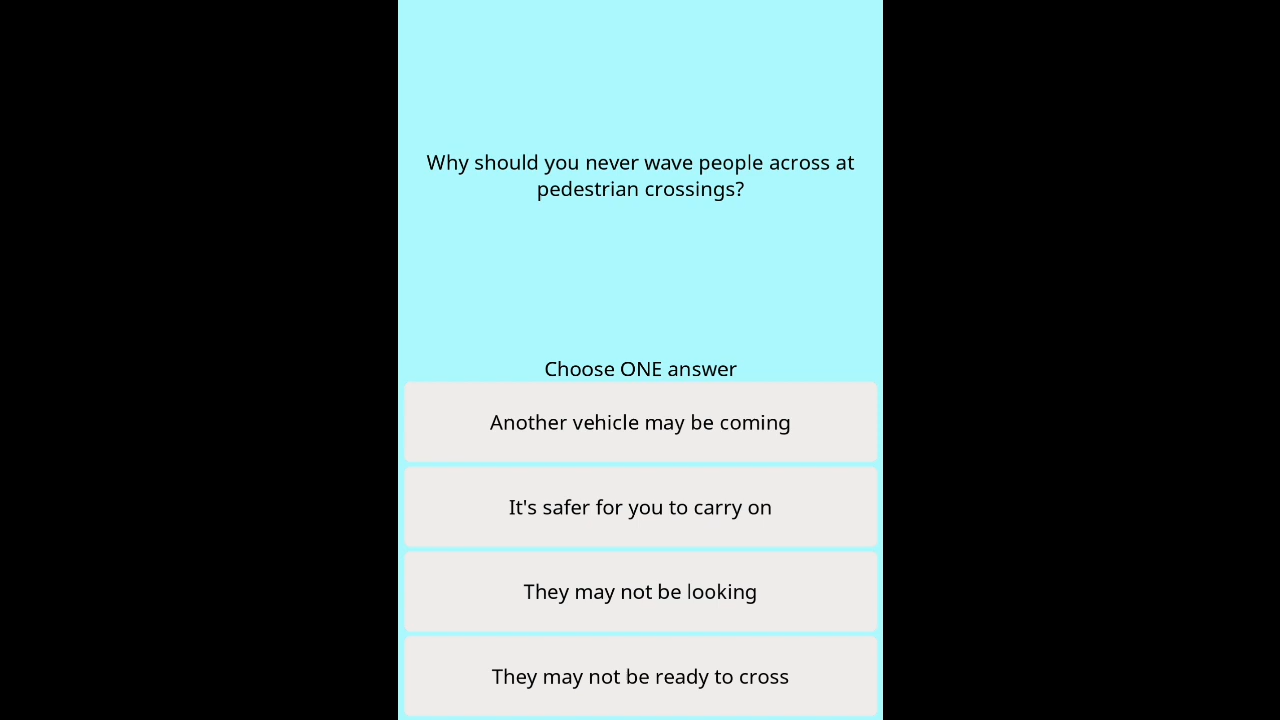 Why should you never wave people across at
pedestrian crossings?
Choose ONE answer
Another vehicle may be coming
It's safer for you to carry on
They may not be looking
They may not be ready to cross